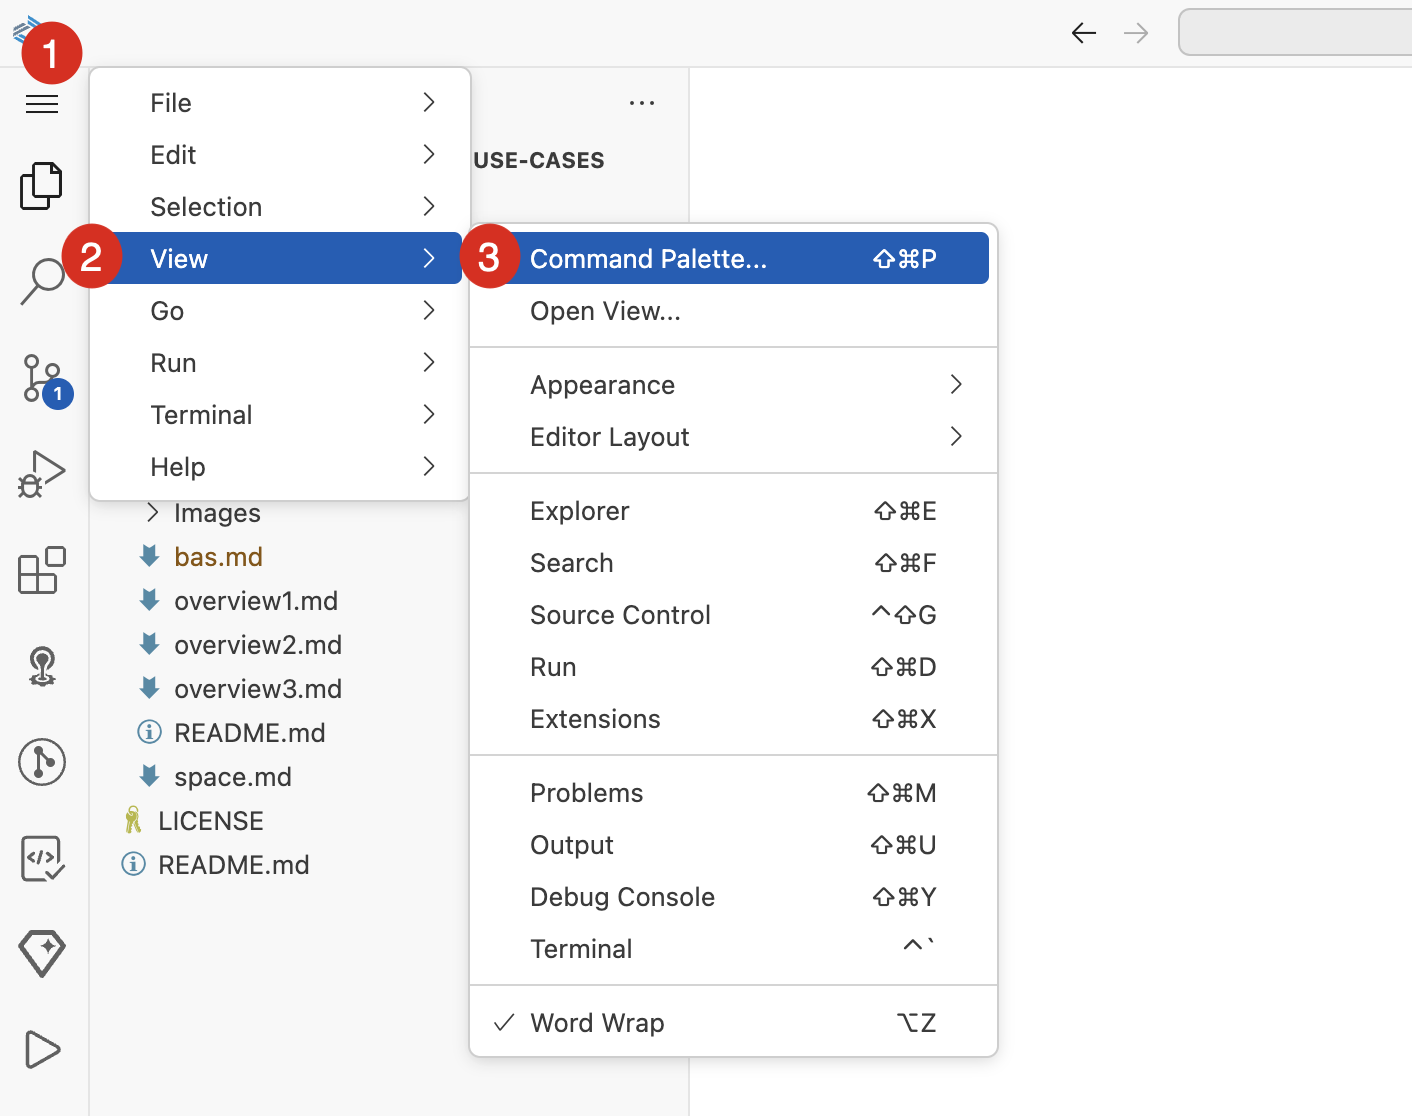 1
File
Edit
Selection
2 View
Go
Run
Terminal
Help
USE-CASES
3 Command Palette... ⇧⌘P
Open View...
Appearance
Editor Layout
Explorer ⇧⌘E
Search ⇧⌘F
Source Control ⌃⇧G
Run ⇧⌘D
Extensions ⇧⌘X
Problems ⇧⌘M
Output ⇧⌘U
Debug Console ⇧⌘Y
Terminal ⌃`
✓ Word Wrap ⌥Z
1
Images
bas.md
overview1.md
overview2.md
overview3.md
README.md
space.md
LICENSE
README.md